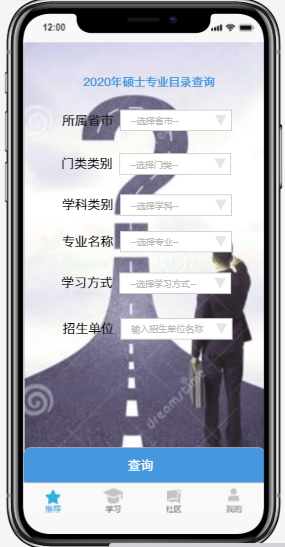 12:00
2020年硕士专业目录查询
所属省市 --选择省市--
门类类别 --选择门类--
学科类别 --选择学科--
专业名称 --选择专业--
学习方式 --选择学习方式--
招生单位 输入招生单位名称
dreamstime
查询
推荐 学习 社区 我的